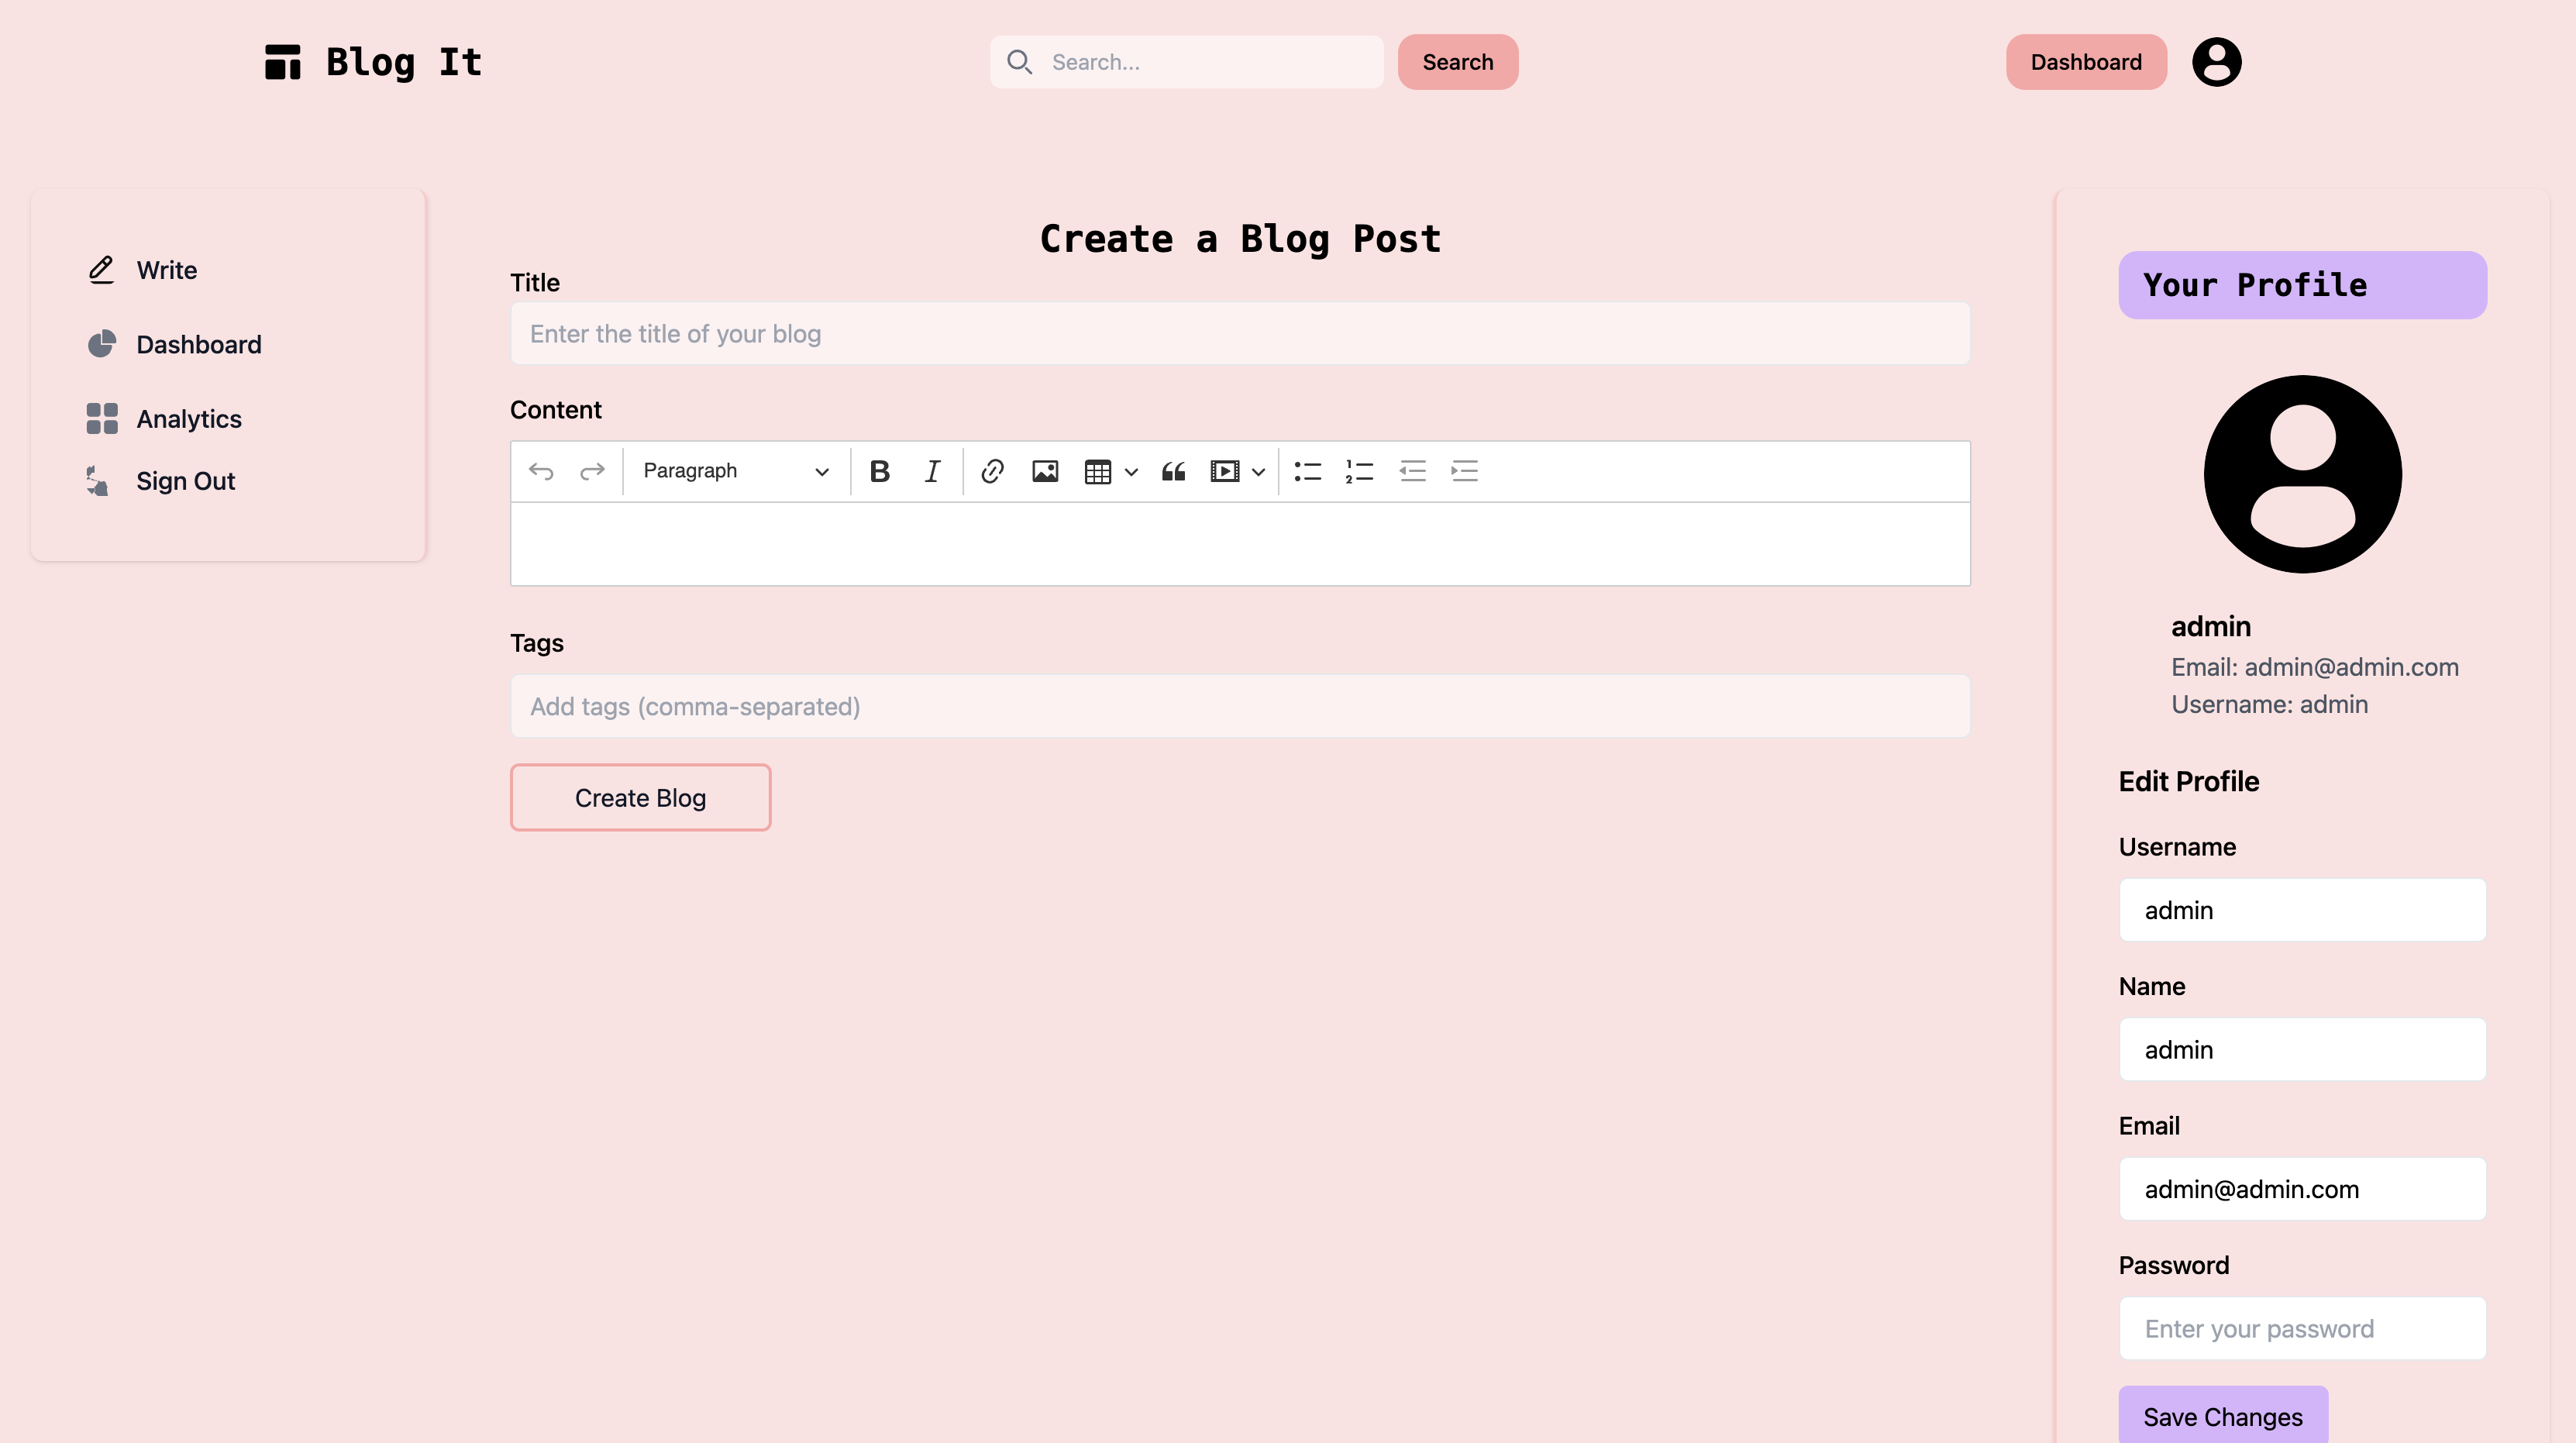 Blog It
Search...
Search
Dashboard
Write
Dashboard
Analytics
Sign Out
Create a Blog Post
Title
Enter the title of your blog
Content
Paragraph
Tags
Add tags (comma-separated)
Create Blog
Your Profile
admin
Email: admin@admin.com
Username: admin
Edit Profile
Username
admin
Name
admin
Email
admin@admin.com
Password
Enter your password
Save Changes